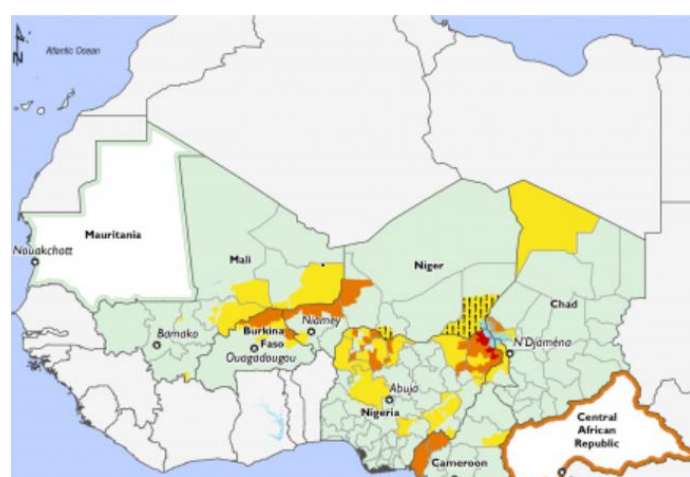 N
Atlantic Ocean
Mauritania
Nouakchott
Mali
Niger
Chad
Bamako
Burkina
Faso
Niamey
Ouagadougou
N'Djaména
Abuja
Nigeria
Central
African
Republic
Cameroon